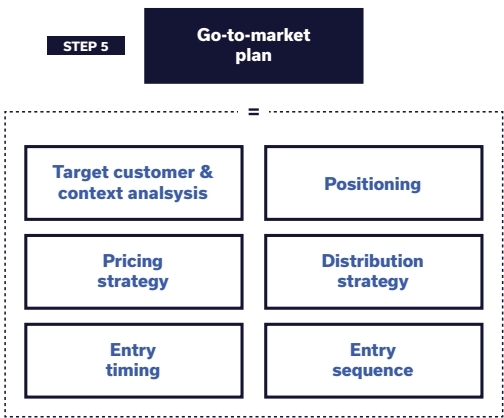 STEP 5
Go-to-market
plan
=
Target customer &
context analsysis
Positioning
Pricing
strategy
Distribution
strategy
Entry
timing
Entry
sequence